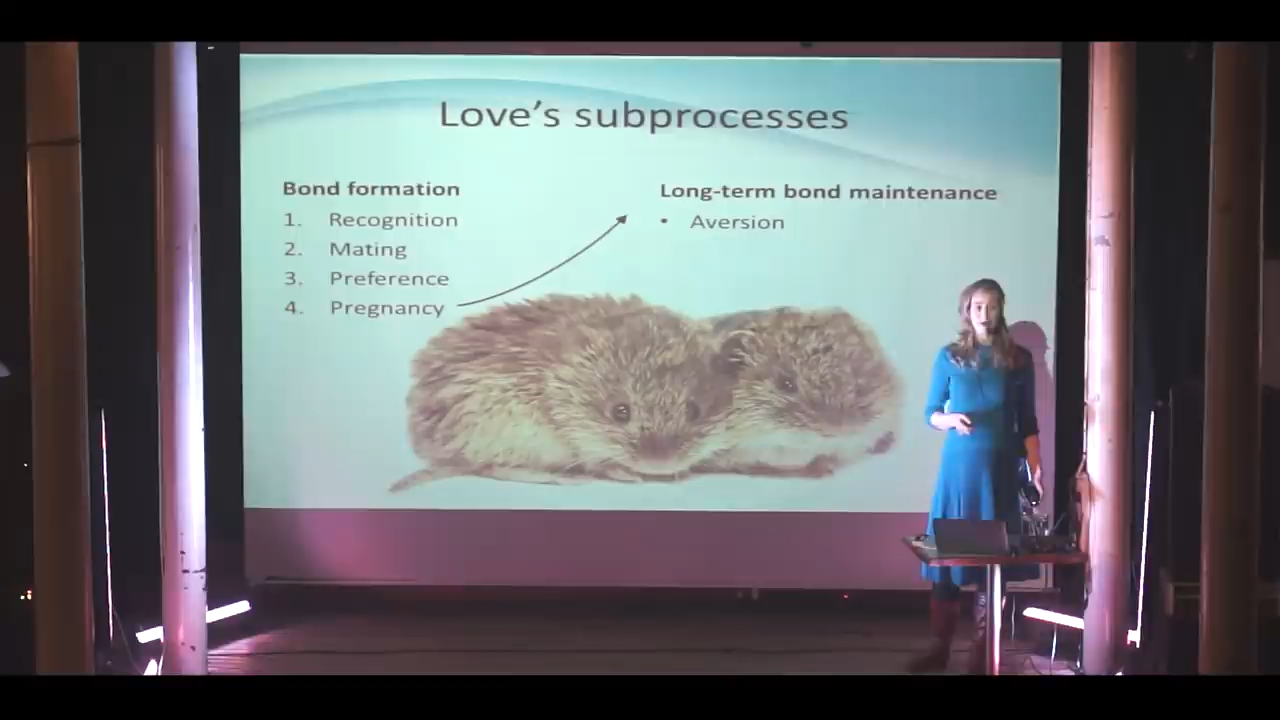 Love's subprocesses
Bond formation
1. Recognition
2. Mating
3. Preference
4. Pregnancy
Long-term bond maintenance
• Aversion